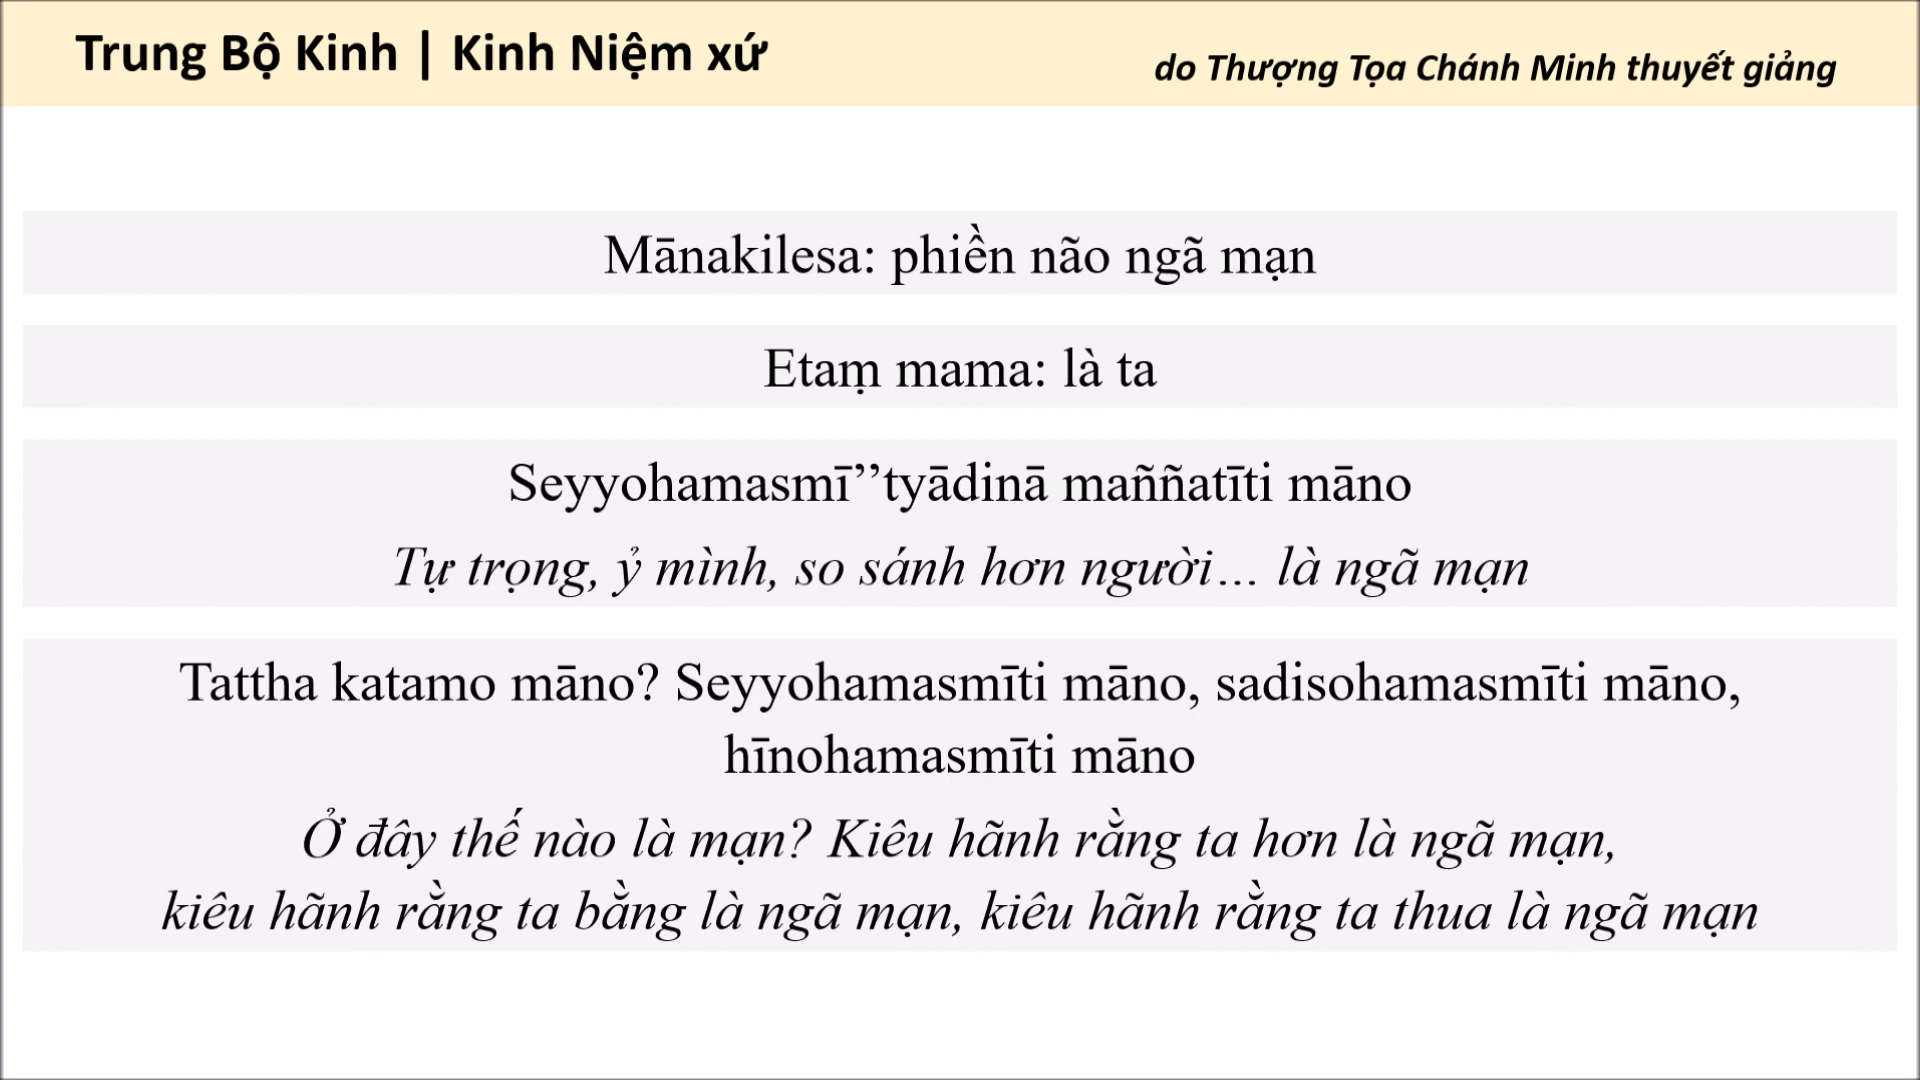 Trung Bộ Kinh | Kinh Niệm xứ
do Thượng Tọa Chánh Minh thuyết giảng
Mānakilesa: phiền não ngã mạn
Etaṃ mama: là ta
Seyyohamasmī’’tyādinā maññatīti māno
Tự trọng, ỷ mình, so sánh hơn người… là ngã mạn
Tattha katamo māno? Seyyohamasmīti māno, sadisohamasmīti māno,
hīnohamasmīti māno
Ở đây thế nào là mạn? Kiêu hãnh rằng ta hơn là ngã mạn,
kiêu hãnh rằng ta bằng là ngã mạn, kiêu hãnh rằng ta thua là ngã mạn